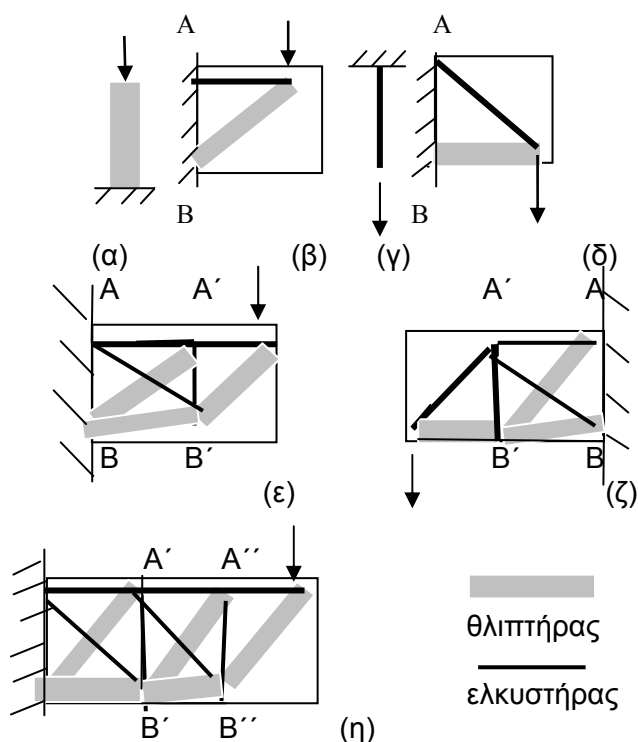 Α Α
Β Β
(α) (β) (γ) (δ)
Α Α΄ Α΄ Α
Β Β΄ Β΄ Β
(ε) (ζ)
Α΄ Α΄΄
θλιπτήρας
ελκυστήρας
Β΄ Β΄΄
(η)